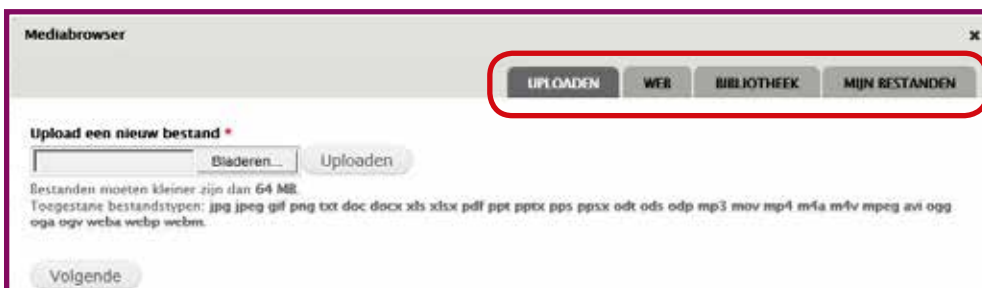 Mediabrowser x
UPLOADEN WEB BIBLIOTHEEK MIJN BESTANDEN
Upload een nieuw bestand *
Bladeren... Uploaden
Bestanden moeten kleiner zijn dan 64 MB.
Toegestane bestandstypen: jpg jpeg gif png txt doc docx xls xlsx pdf ppt pptx pps ppsx odt ods odp mp3 mov mp4 m4a m4v mpeg avi ogg
oga ogv weba webp webm.
Volgende